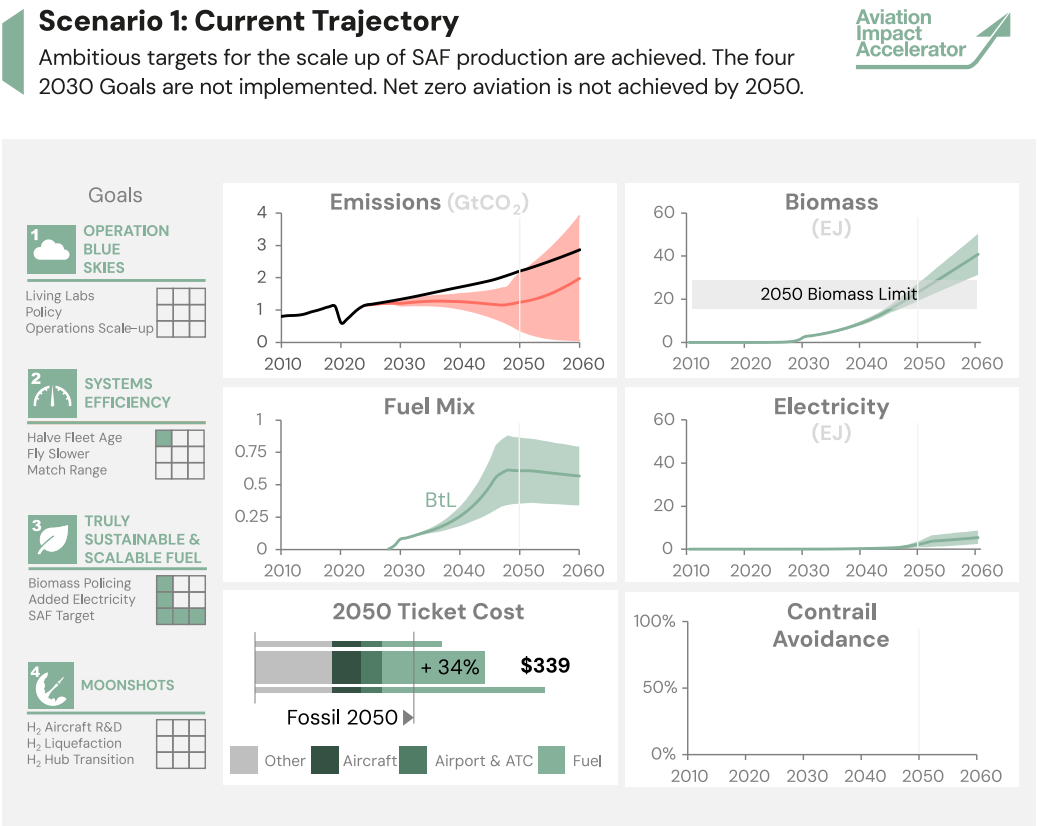 Scenario 1: Current Trajectory
Ambitious targets for the scale up of SAF production are achieved. The four
2030 Goals are not implemented. Net zero aviation is not achieved by 2050.
Aviation
Impact
Accelerator
Goals
1
OPERATION
BLUE
SKIES
Living Labs
Policy
Operations Scale-up
2
SYSTEMS
EFFICIENCY
Halve Fleet Age
Fly Slower
Match Range
3
TRULY
SUSTAINABLE &
SCALABLE FUEL
Biomass Policing
Added Electricity
SAF Target
4
MOONSHOTS
H₂ Aircraft R&D
H₂ Liquefaction
H₂ Hub Transition
Emissions (GtCO₂)
4
3
2
1
0
2010 2020 2030 2040 2050 2060
Biomass
(EJ)
60
40
20
0
2050 Biomass Limit
2010 2020 2030 2040 2050 2060
Fuel Mix
1
0.75
0.5
0.25
0
BtL
2010 2020 2030 2040 2050 2060
Electricity
(EJ)
60
40
20
0
2010 2020 2030 2040 2050 2060
2050 Ticket Cost
+ 34%
$339
Fossil 2050
Other Aircraft Airport & ATC Fuel
Contrail
Avoidance
100%
50%
0%
2010 2020 2030 2040 2050 2060